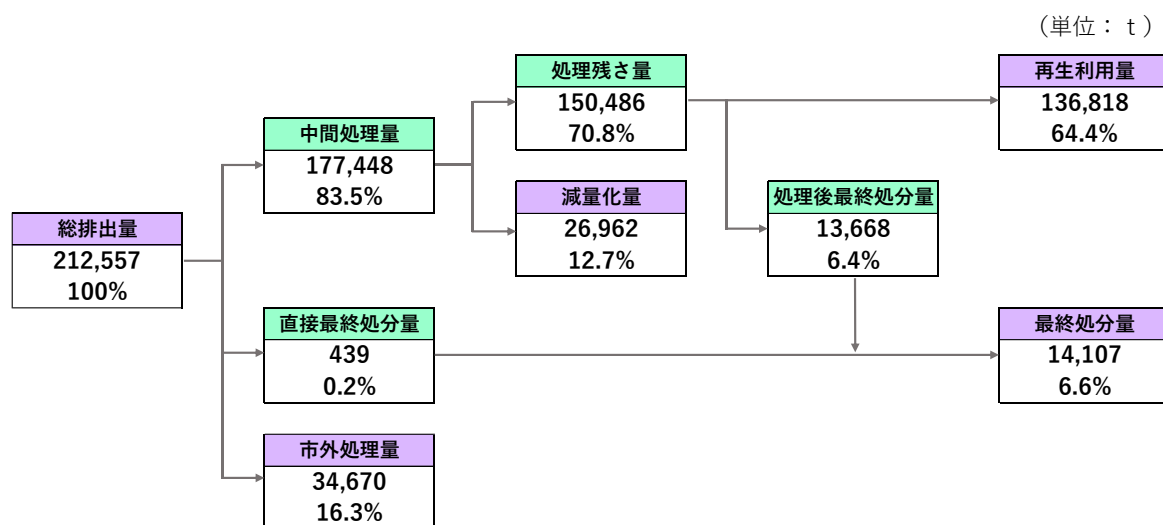 （単位：ｔ）
処理残さ量
150,486
70.8%
再生利用量
136,818
64.4%
中間処理量
177,448
83.5%
減量化量
26,962
12.7%
処理後最終処分量
13,668
6.4%
総排出量
212,557
100%
直接最終処分量
439
0.2%
最終処分量
14,107
6.6%
市外処理量
34,670
16.3%